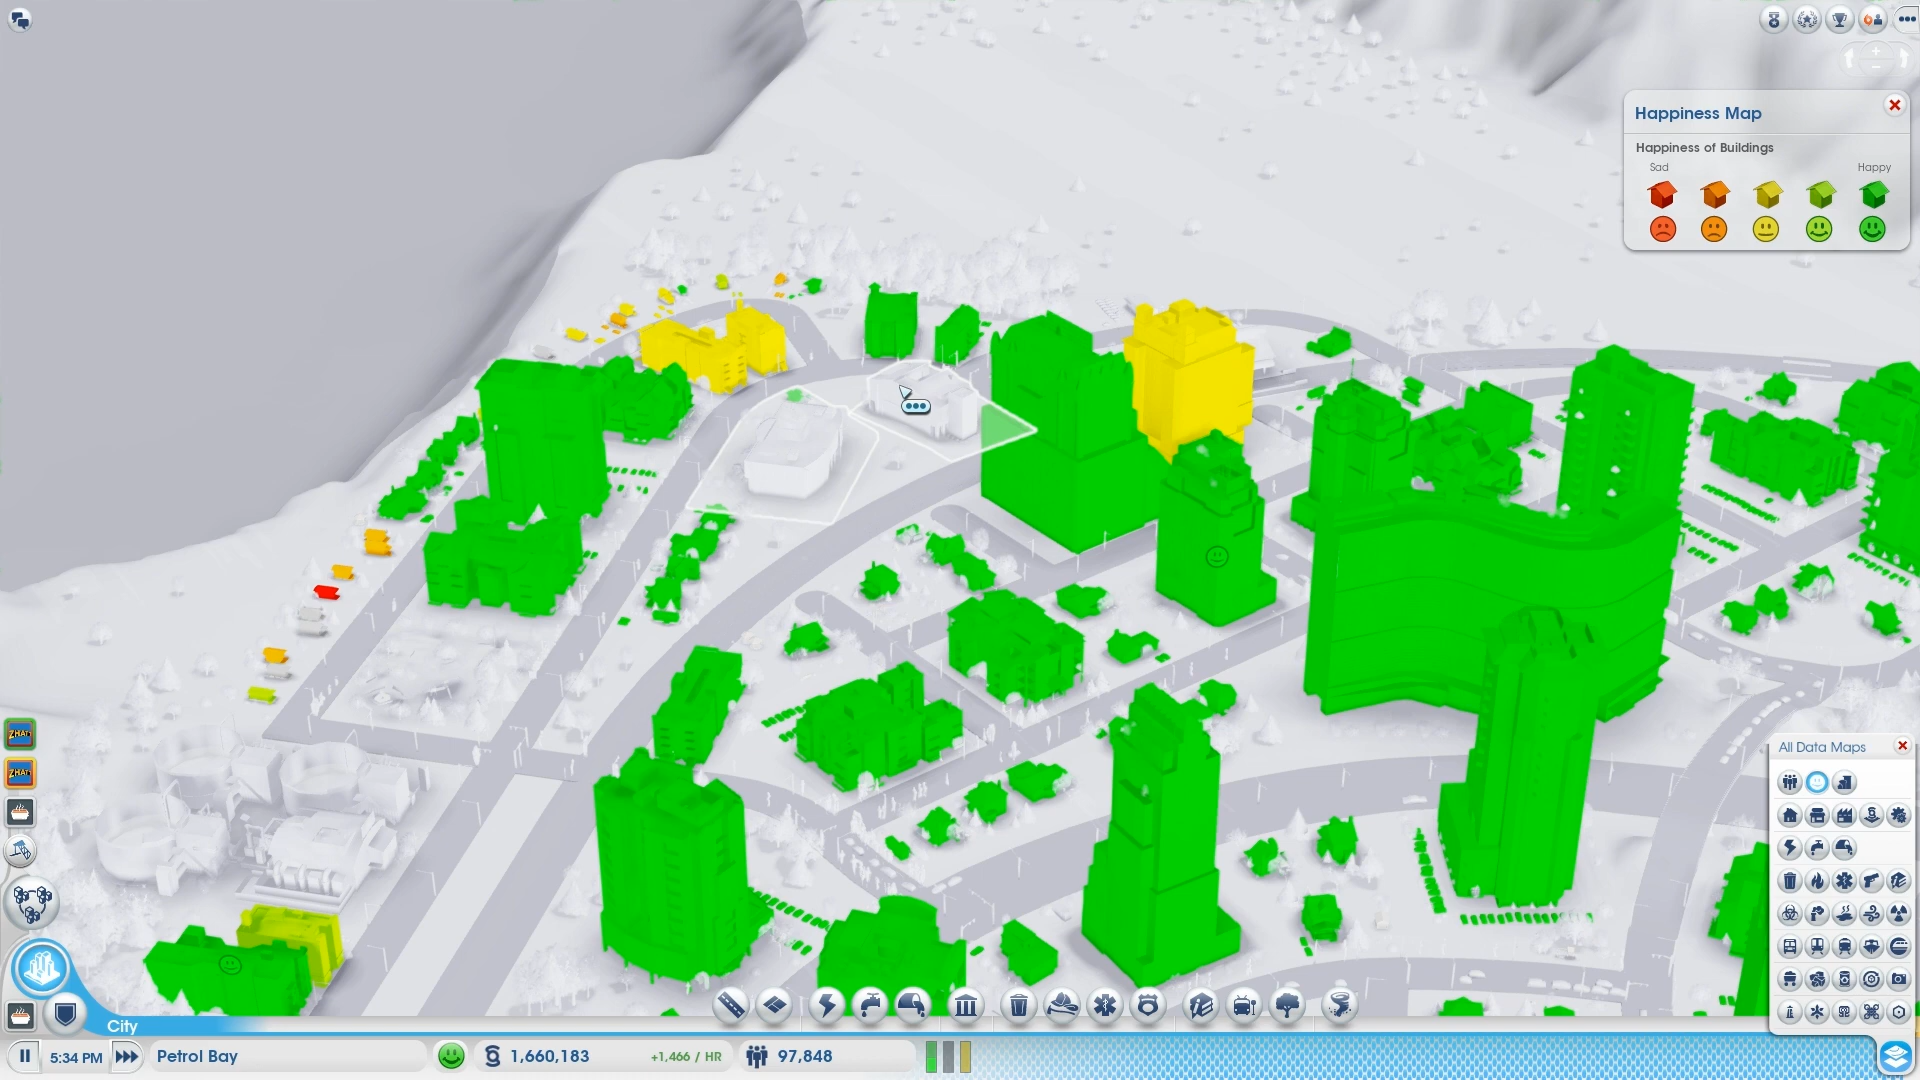 Happiness Map
Happiness of Buildings
Sad
Happy
All Data Maps
City
5:34 PM
Petrol Bay
1,660,183
+1,466 / HR
97,848